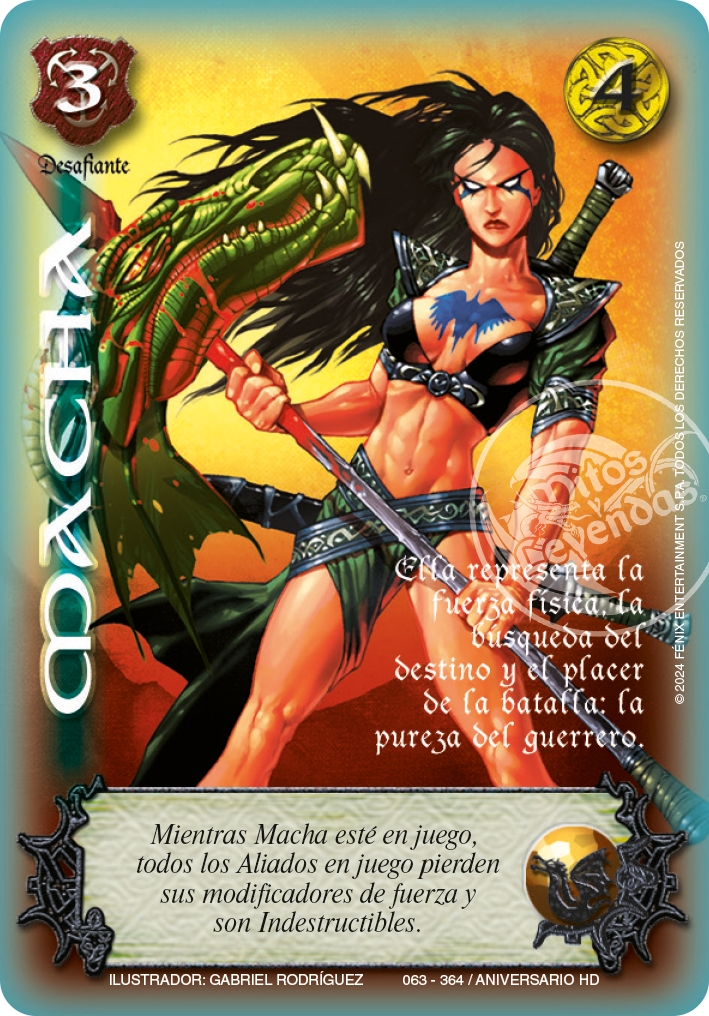 3
4
Desafiante
MACHA
Ella representa la
fuerza física, la
búsqueda del
destino y el placer
de la batalla: la
pureza del guerrero.
Mitos
y
Leyendas
®
©2024 FÉNIX ENTERTAINMENT S.P.A. TODOS LOS DERECHOS RESERVADOS
Mientras Macha esté en juego,
todos los Aliados en juego pierden
sus modificadores de fuerza y
son Indestructibles.
ILUSTRADOR: GABRIEL RODRÍGUEZ 063 - 364 / ANIVERSARIO HD